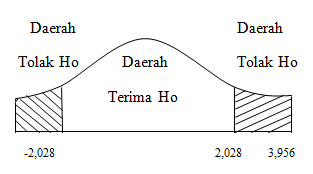 Daerah
Tolak Ho
Daerah
Terima Ho
Daerah
Tolak Ho
-2,028
2,028
3,956